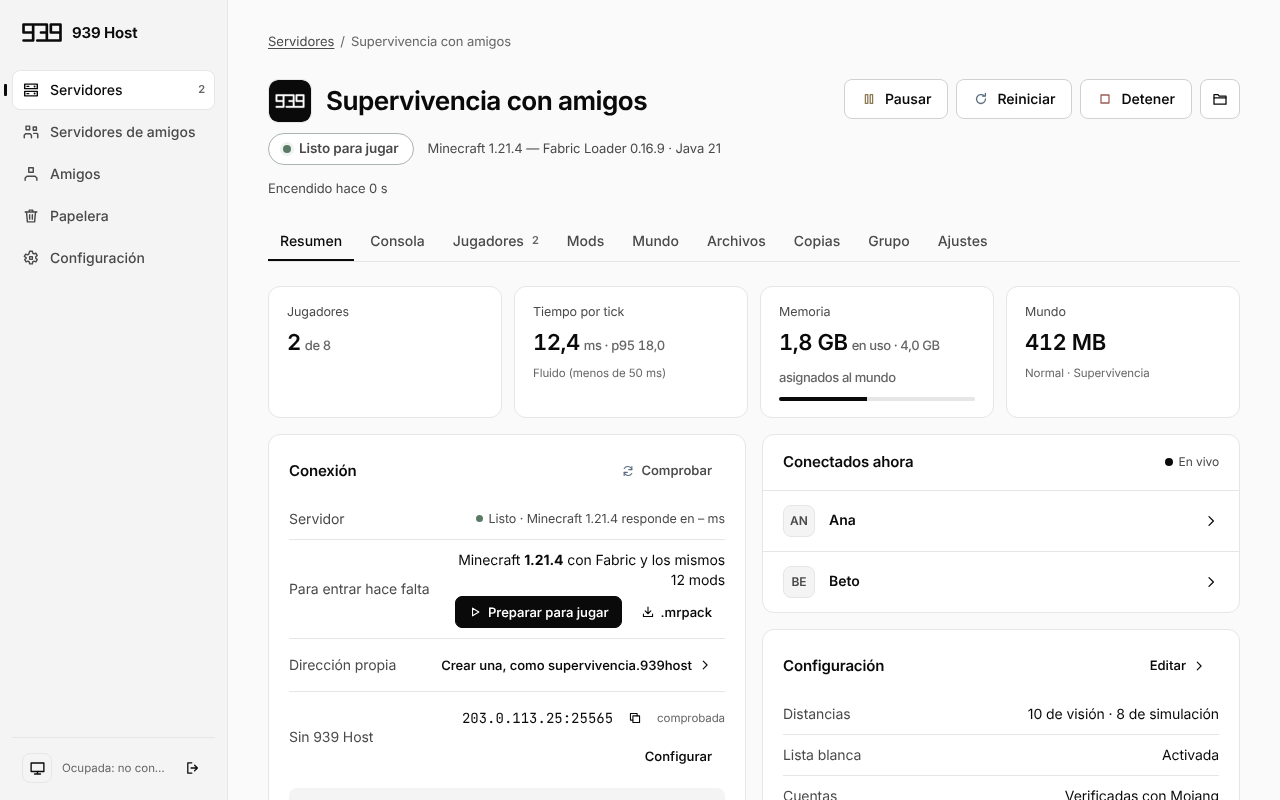 939 939 Host
Servidores 2
Servidores de amigos
Amigos
Papelera
Configuración
Ocupada: no con...
Servidores / Supervivencia con amigos
939 Supervivencia con amigos
Pausar Reiniciar Detener
Listo para jugar Minecraft 1.21.4 — Fabric Loader 0.16.9 · Java 21
Encendido hace 0 s
Resumen Consola Jugadores 2 Mods Mundo Archivos Copias Grupo Ajustes
Jugadores
2 de 8
Tiempo por tick
12,4 ms · p95 18,0
Fluido (menos de 50 ms)
Memoria
1,8 GB en uso · 4,0 GB
asignados al mundo
Mundo
412 MB
Normal · Supervivencia
Conexión Comprobar
Servidor Listo · Minecraft 1.21.4 responde en – ms
Para entrar hace falta
Minecraft 1.21.4 con Fabric y los mismos
12 mods
Preparar para jugar .mrpack
Dirección propia Crear una, como supervivencia.939host
Sin 939 Host
203.0.113.25:25565 comprobada
Configurar
Conectados ahora En vivo
AN Ana
BE Beto
Configuración Editar
Distancias 10 de visión · 8 de simulación
Lista blanca Activada
Cuentas Verificadas con Mojang